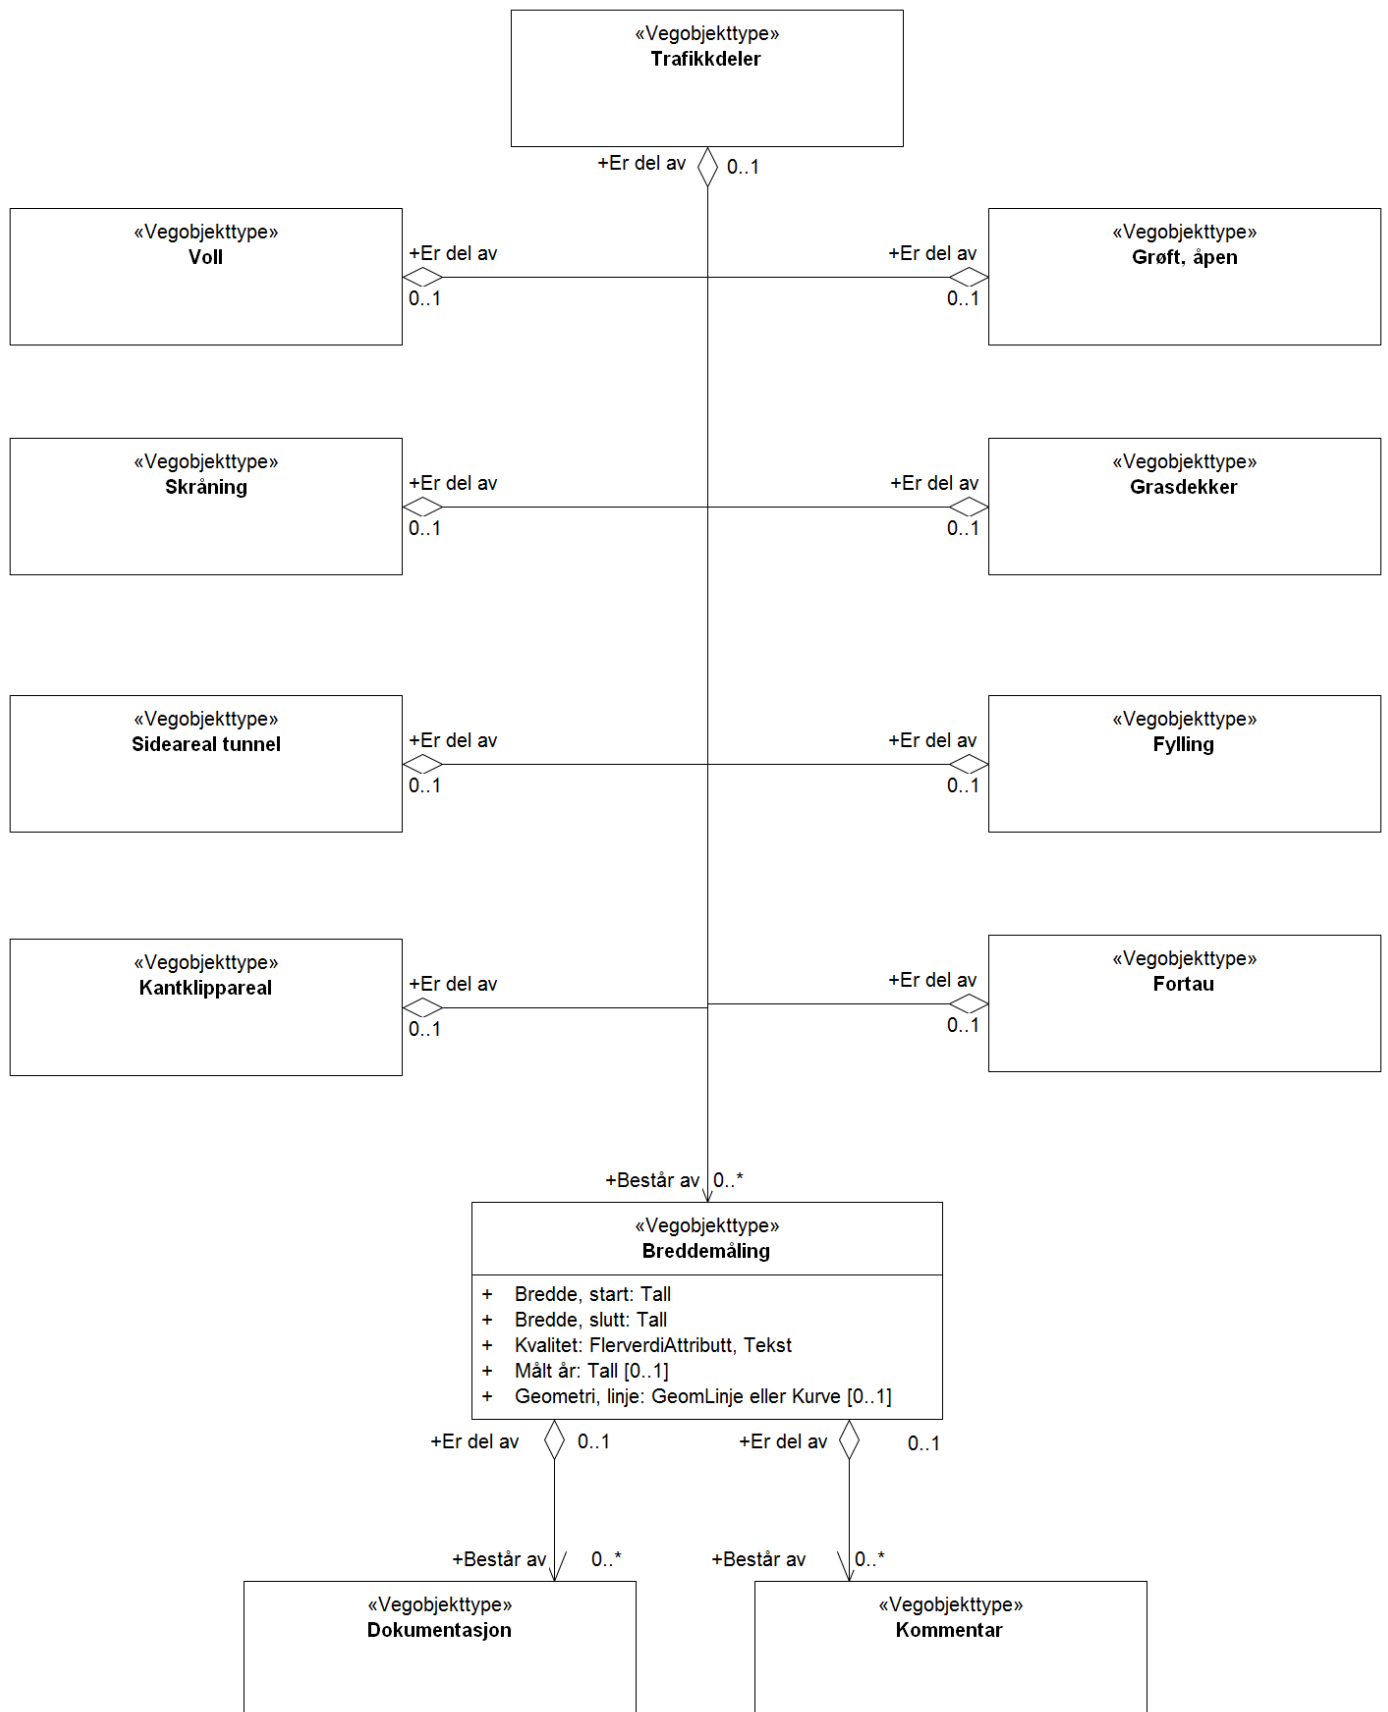 «Vegobjekttype»
Trafikkdeler
+Er del av
0..1
«Vegobjekttype»
Voll
+Er del av
0..1
«Vegobjekttype»
Grøft, åpen
+Er del av
0..1
«Vegobjekttype»
Skråning
+Er del av
0..1
«Vegobjekttype»
Grasdekker
+Er del av
0..1
«Vegobjekttype»
Sideareal tunnel
+Er del av
0..1
«Vegobjekttype»
Fylling
+Er del av
0..1
«Vegobjekttype»
Kantklippareal
+Er del av
0..1
«Vegobjekttype»
Fortau
+Er del av
0..1
+Består av
0..*
«Vegobjekttype»
Breddemåling
+ Bredde, start: Tall
+ Bredde, slutt: Tall
+ Kvalitet: FlerverdiAttributt, Tekst
+ Målt år: Tall [0..1]
+ Geometri, linje: GeomLinje eller Kurve [0..1]
+Er del av
0..1
+Er del av
0..1
+Består av
0..*
+Består av
0..*
«Vegobjekttype»
Dokumentasjon
«Vegobjekttype»
Kommentar